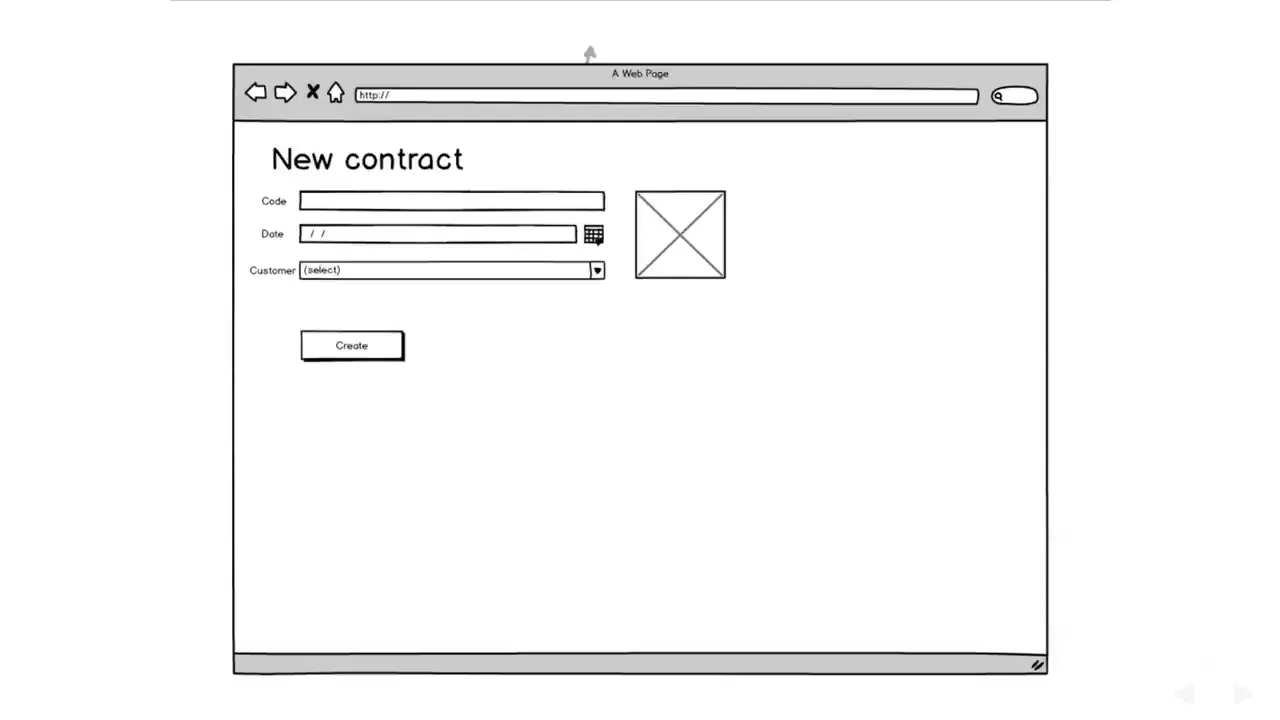 A Web Page
http://
New contract
Code
Date / /
Customer (select)
Create